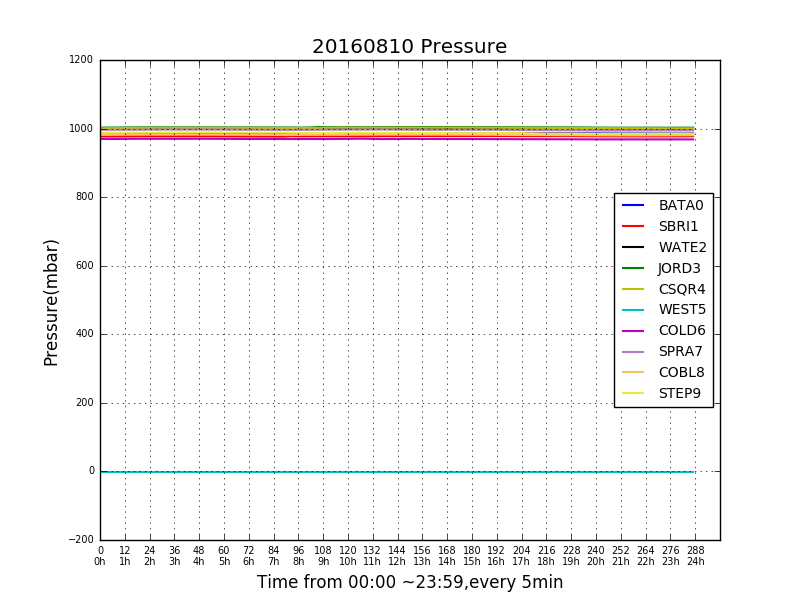 20160810 Pressure
1200
1000
800
600
400
200
0
−200
Pressure(mbar)
BATA0
SBRI1
WATE2
JORD3
CSQR4
WEST5
COLD6
SPRA7
COBL8
STEP9
0 12 24 36 48 60 72 84 96 108 120 132 144 156 168 180 192 204 216 228 240 252 264 276 288
0h 1h 2h 3h 4h 5h 6h 7h 8h 9h 10h 11h 12h 13h 14h 15h 16h 17h 18h 19h 20h 21h 22h 23h 24h
Time from 00:00 ~23:59,every 5min